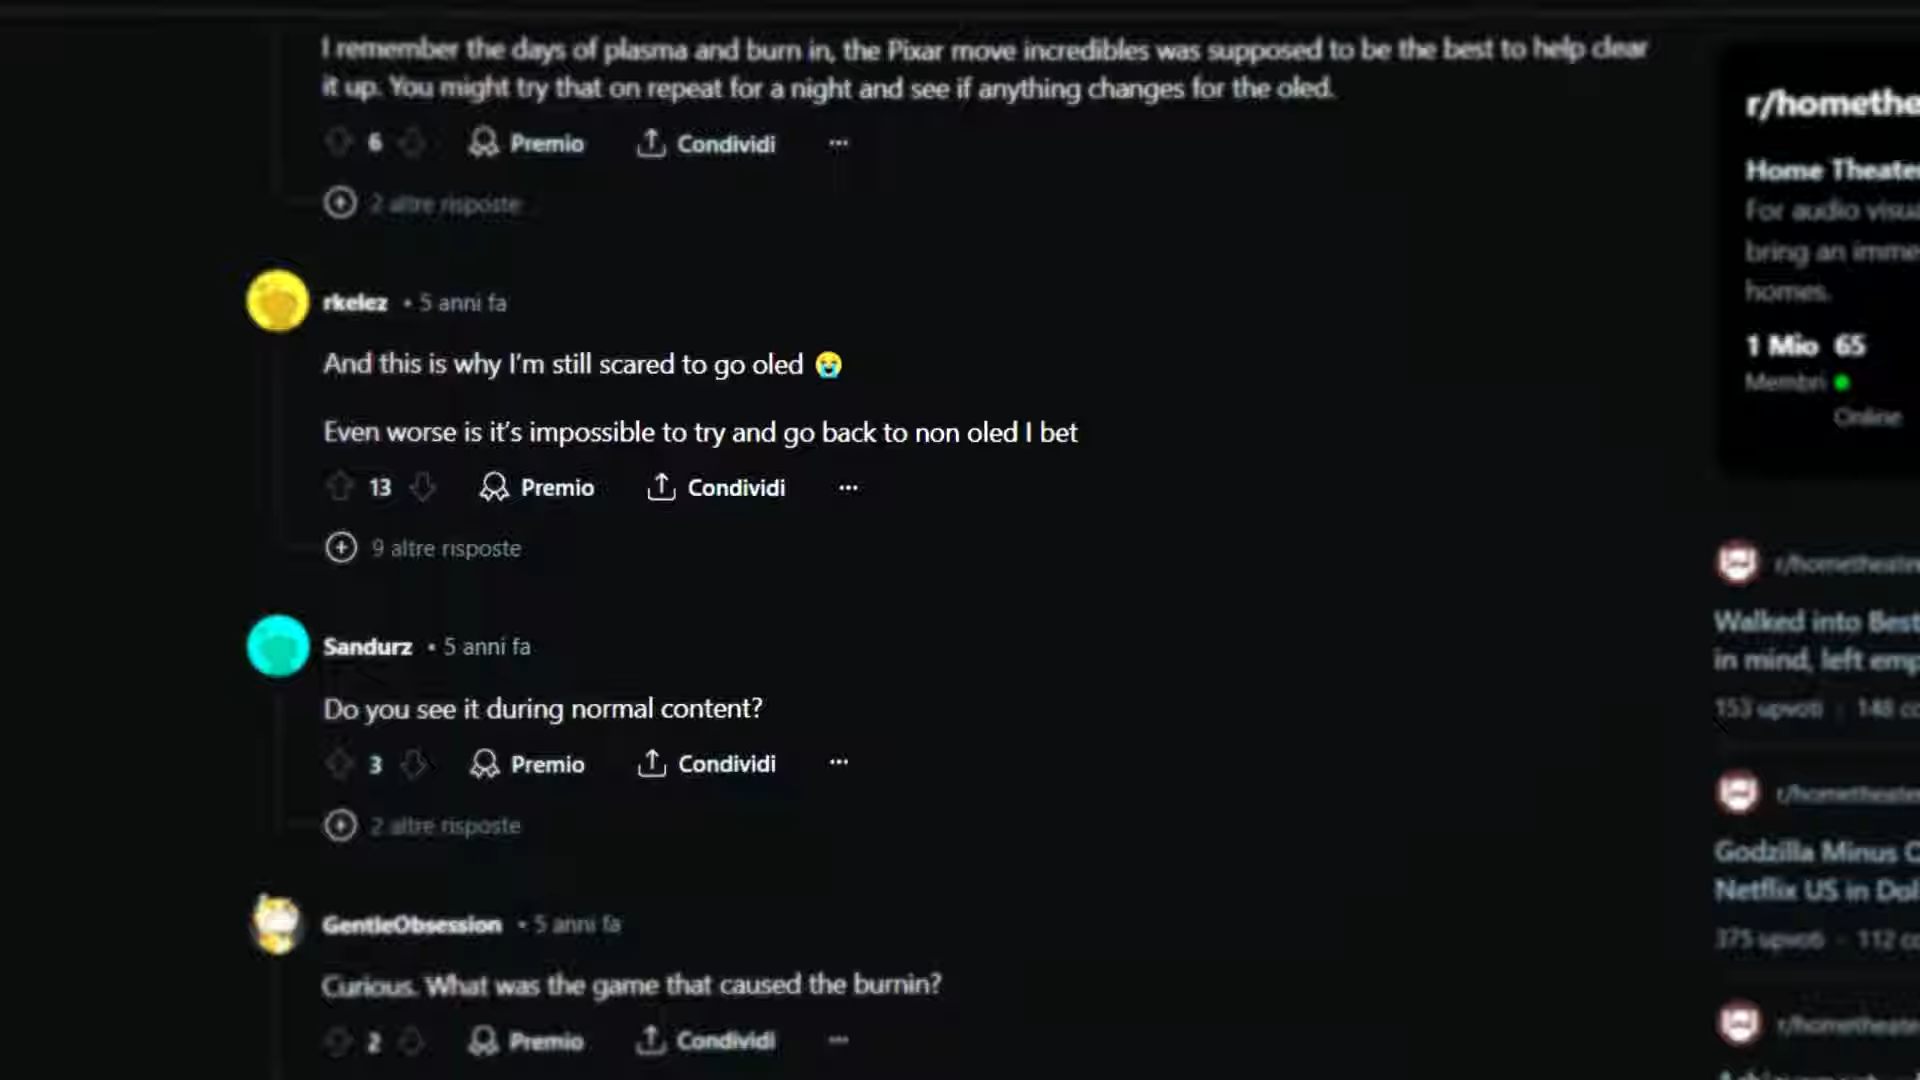 I remember the days of plasma and burn in, the Pixar move incredibles was supposed to be the best to help clear
it up. You might try that on repeat for a night and see if anything changes for the oled.
6 Premio Condividi ...
2 altre risposte
rkelez • 5 anni fa
And this is why I'm still scared to go oled 😭
Even worse is it's impossible to try and go back to non oled I bet
13 Premio Condividi ...
9 altre risposte
Sandurz • 5 anni fa
Do you see it during normal content?
3 Premio Condividi ...
2 altre risposte
GentleObsession • 5 anni fa
Curious. What was the game that caused the burnin?
2 Premio Condividi ...
r/homethe
Home Theater
For audio visua
bring an imme
homes.
1 Mio 65
Membri
Online
r/hometheater
Walked into Best
in mind, left emp
153 upvoti · 148 co
r/hometheater
Godzilla Minus O
Netflix US in Dol
375 upvoti · 112 co
r/hometheater